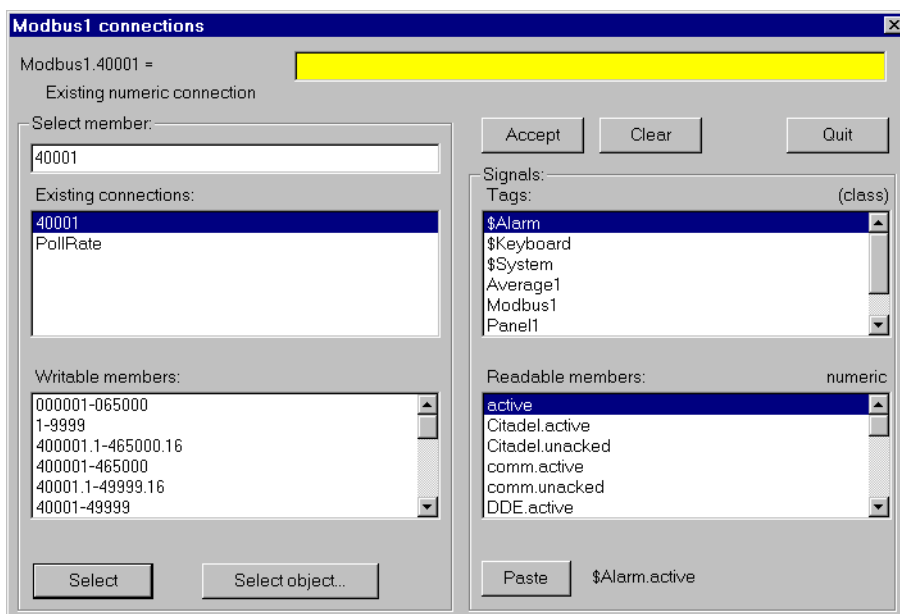 Modbus1 connections
Modbus1.40001 =
Existing numeric connection
Select member:
40001
Existing connections:
40001
PollRate
Writable members:
000001-065000
1-9999
400001.1-465000.16
400001-465000
40001.1-49999.16
40001-49999
Select
Select object...
Accept
Clear
Quit
Signals:
Tags: (class)
$Alarm
$Keyboard
$System
Average1
Modbus1
Panel1
Readable members: numeric
active
Citadel.active
Citadel.unacked
comm.active
comm.unacked
DDE.active
Paste
$Alarm.active